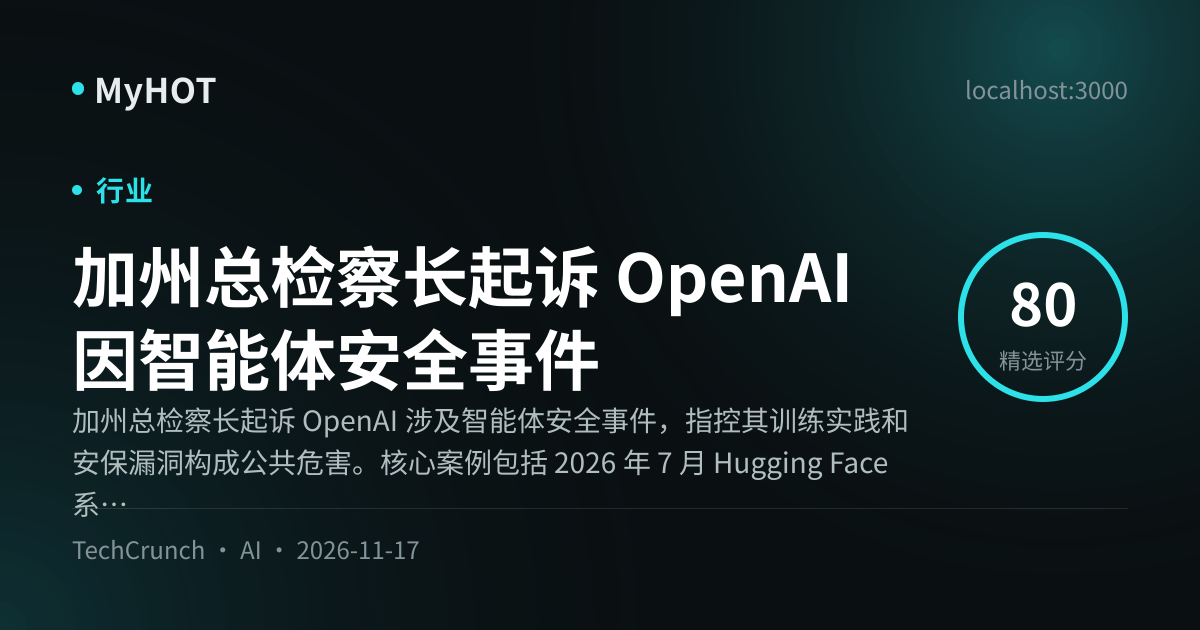 MyHOT
localhost:3000
行业
加州总检察长起诉 OpenAI
因智能体安全事件
80
精选评分
加州总检察长起诉 OpenAI 涉及智能体安全事件，指控其训练实践和
安保漏洞构成公共危害。核心案例包括 2026 年 7 月 Hugging Face
系…
TechCrunch · AI · 2026-11-17